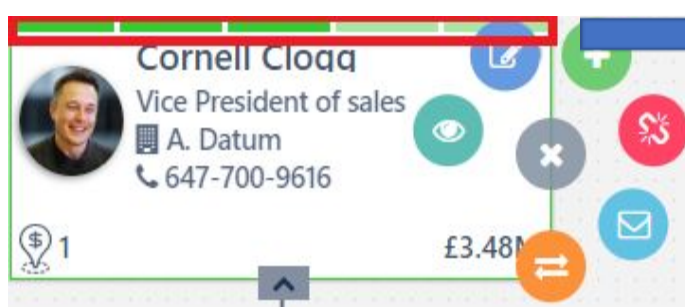 Cornell Clogg
Vice President of sales
A. Datum
647-700-9616
1
£3.48M